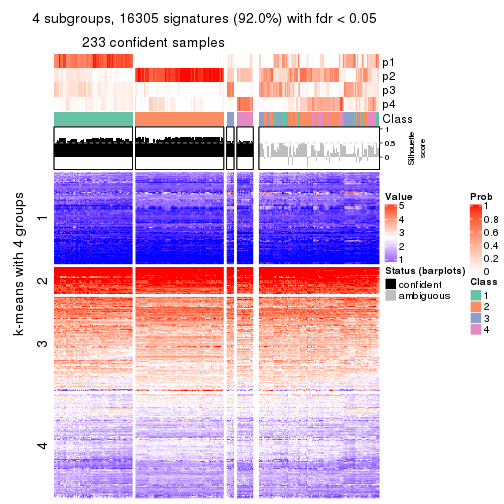 4 subgroups, 16305 signatures (92.0%) with fdr < 0.05
233 confident samples
p1
p2
p3
p4
Class
1
0.5
0
Silhouette
score
k-means with 4 groups
1
2
3
4
Value
5
4
3
2
1
Status (barplots)
confident
ambiguous
Prob
1
0.8
0.6
0.4
0.2
0
Class
1
2
3
4